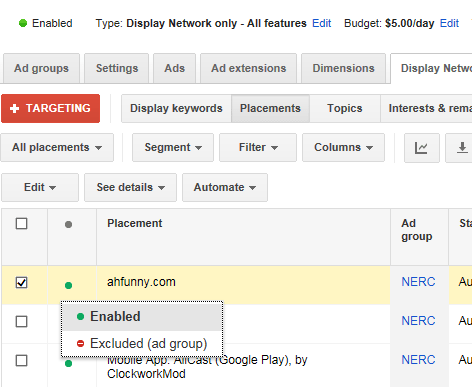 Enabled Type: Display Network only - All features Edit Budget: $5.00/day Edit
Ad groups Settings Ads Ad extensions Dimensions Display Netw
+ TARGETING Display keywords Placements Topics Interests & rema
All placements Segment Filter Columns
Edit See details Automate
Placement Ad group Sta
ahfunny.com NERC Au
Enabled NERC Au
Excluded (ad group)
Mobile App: AllCast (Google Play), by ClockworkMod NERC Au